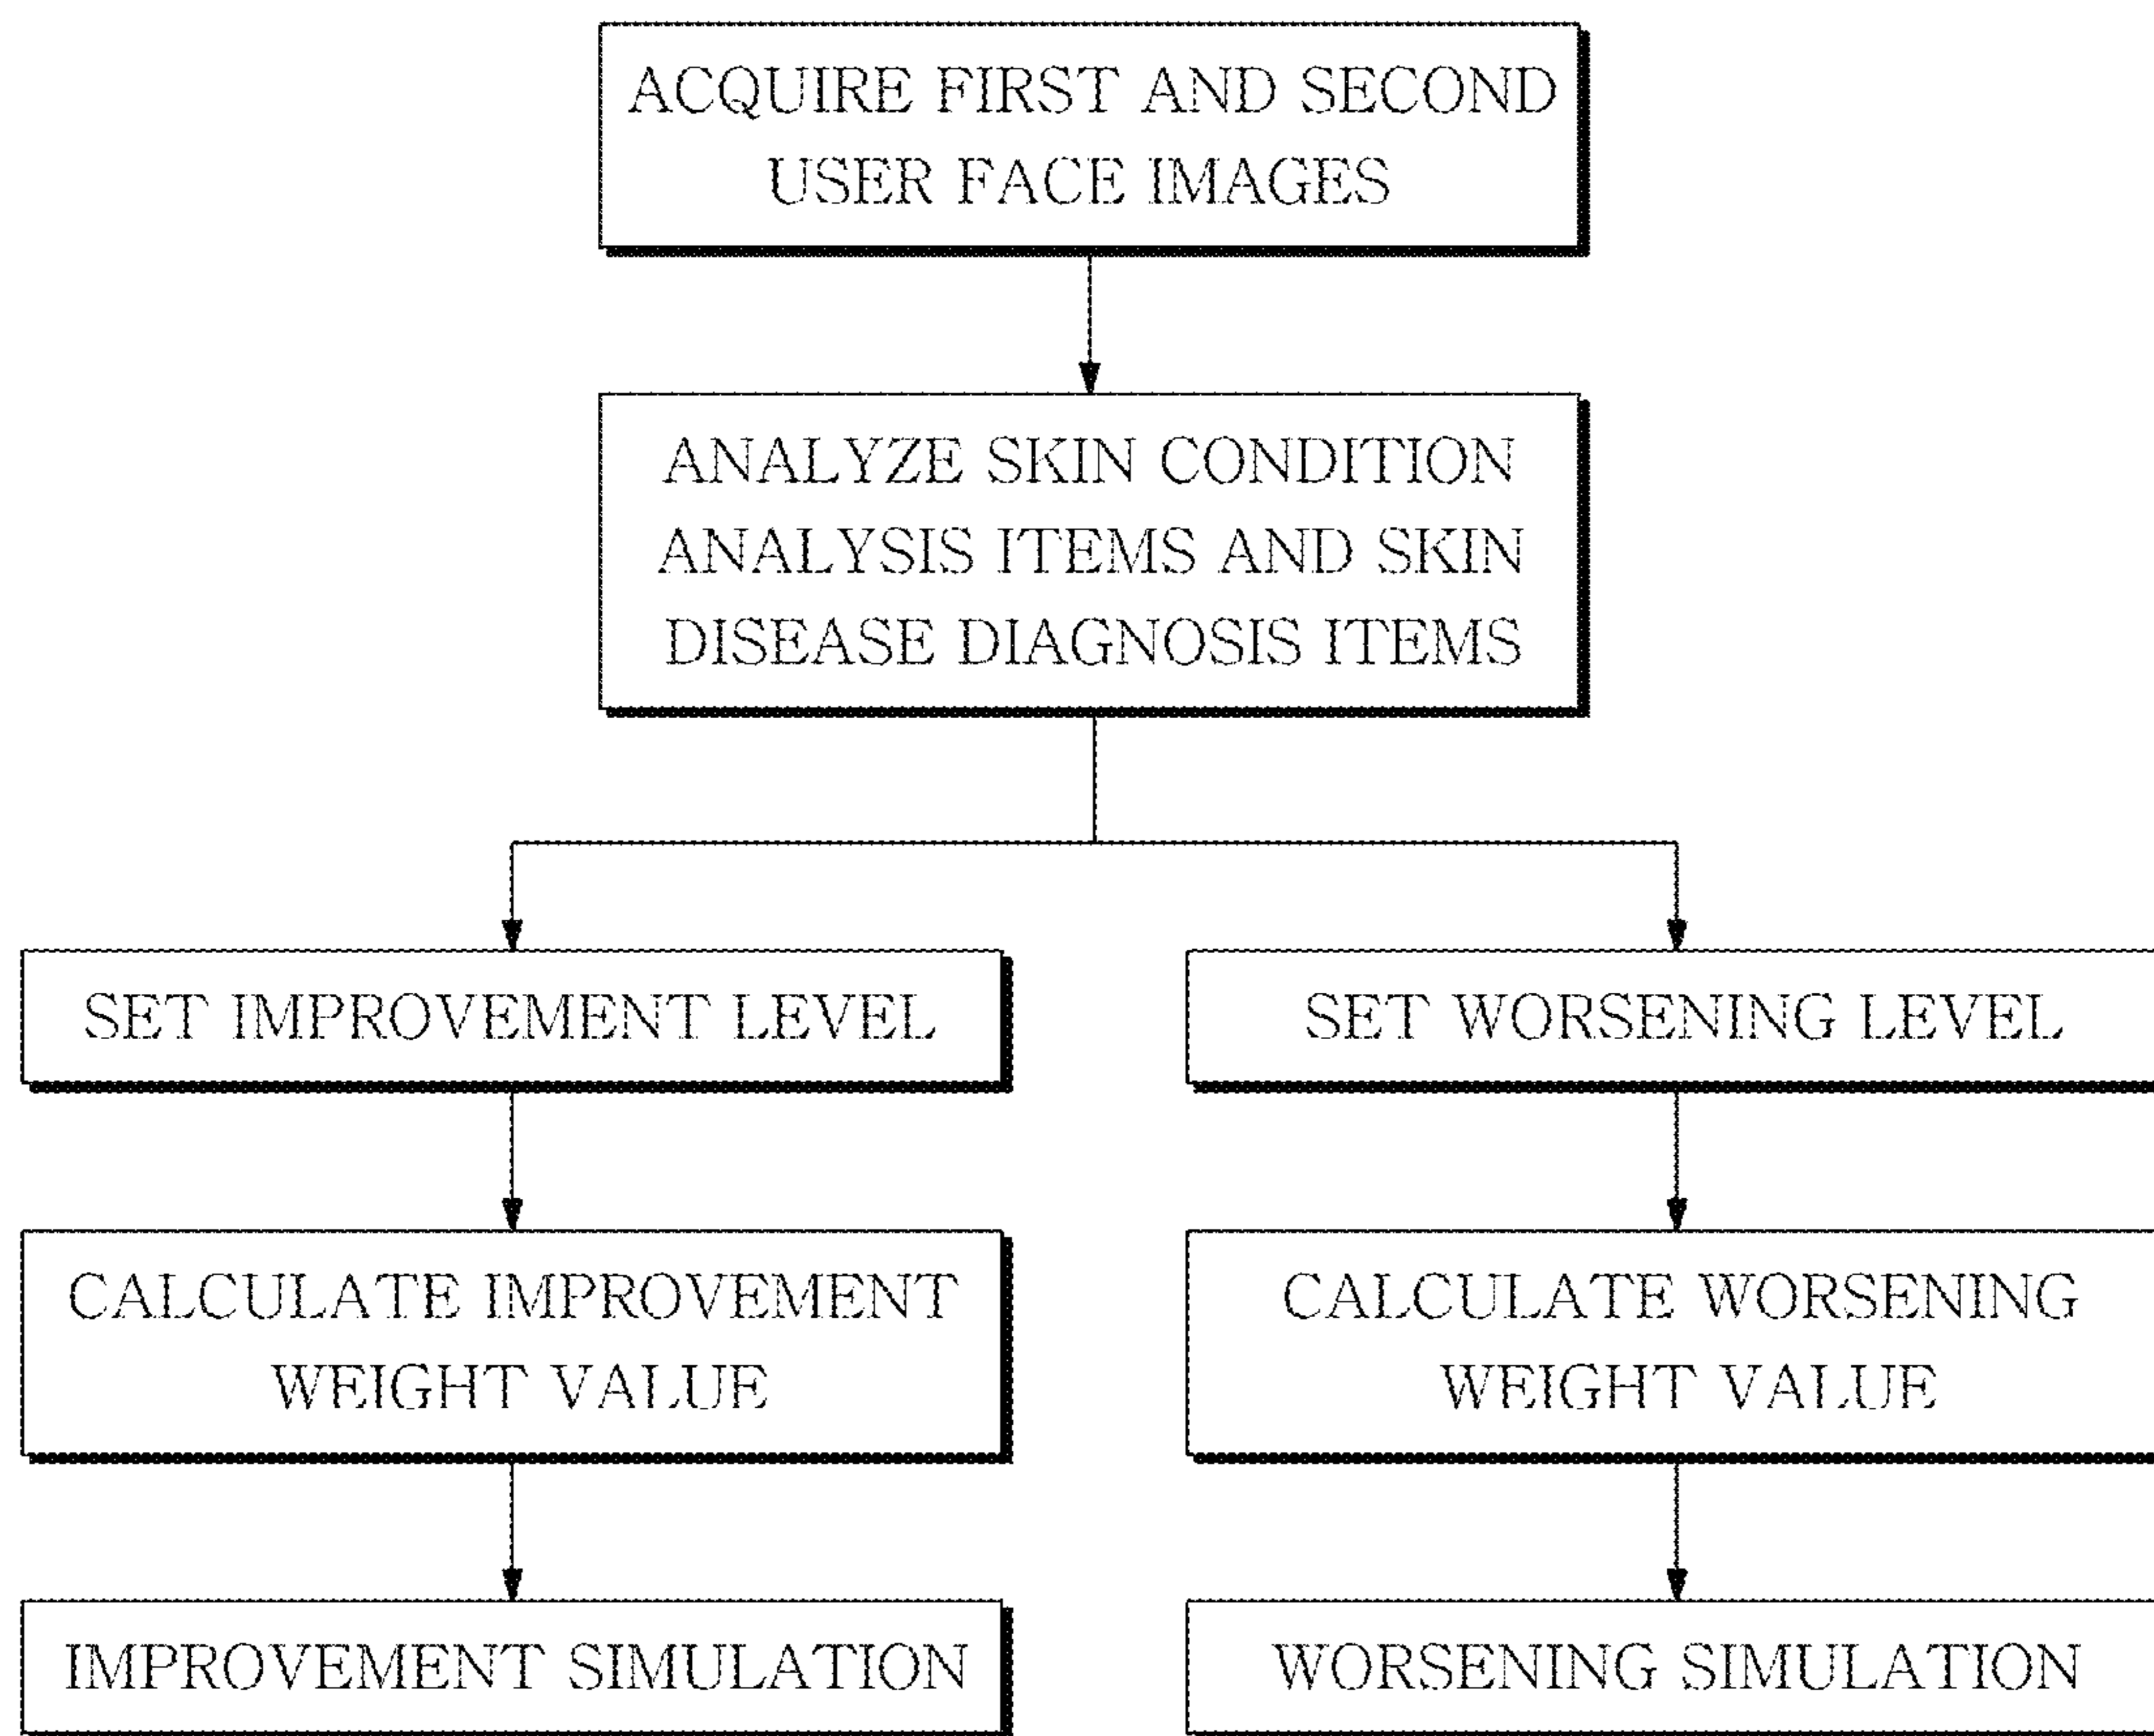 ACQUIRE FIRST AND SECOND
USER FACE IMAGES
ANALYZE SKIN CONDITION
ANALYSIS ITEMS AND SKIN
DISEASE DIAGNOSIS ITEMS
SET IMPROVEMENT LEVEL
SET WORSENING LEVEL
CALCULATE IMPROVEMENT
WEIGHT VALUE
CALCULATE WORSENING
WEIGHT VALUE
IMPROVEMENT SIMULATION
WORSENING SIMULATION